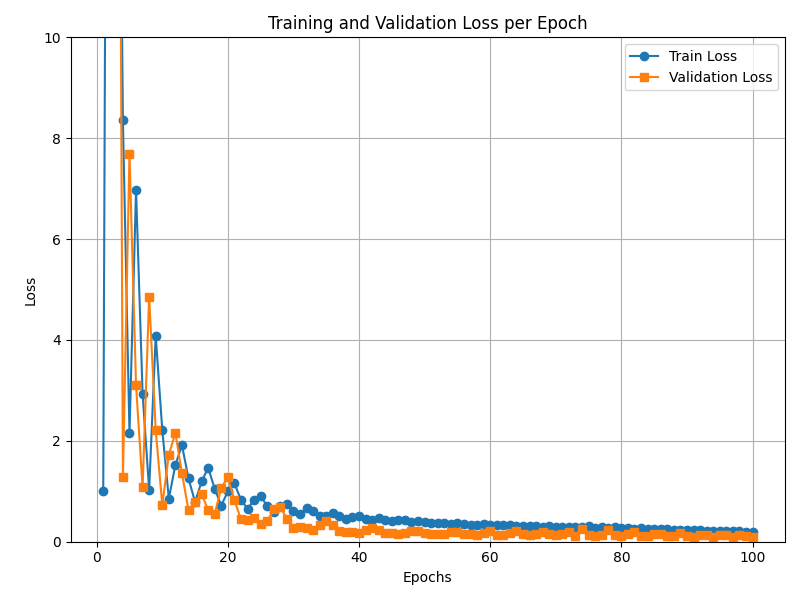 Training and Validation Loss per Epoch
Train Loss
Validation Loss
Loss
10
8
6
4
2
0
0 20 40 60 80 100
Epochs